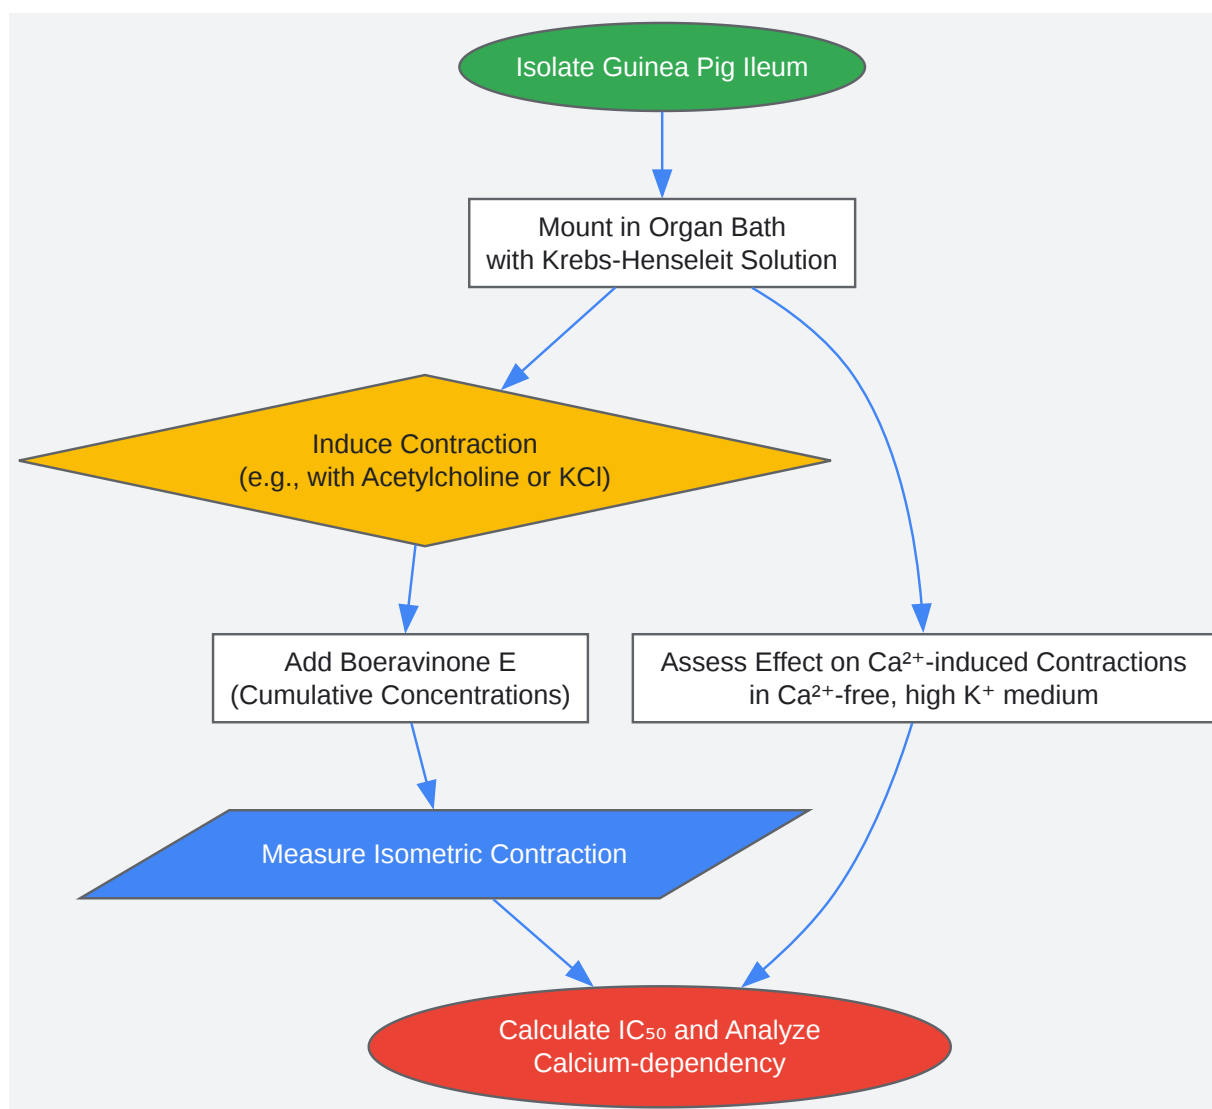 Isolate Guinea Pig Ileum
Mount in Organ Bath
with Krebs-Henseleit Solution
Induce Contraction
(e.g., with Acetylcholine or KCl)
Add Boeravinone E
(Cumulative Concentrations)
Assess Effect on Ca²⁺-induced Contractions
in Ca²⁺-free, high K⁺ medium
Measure Isometric Contraction
Calculate IC₅₀ and Analyze
Calcium-dependency